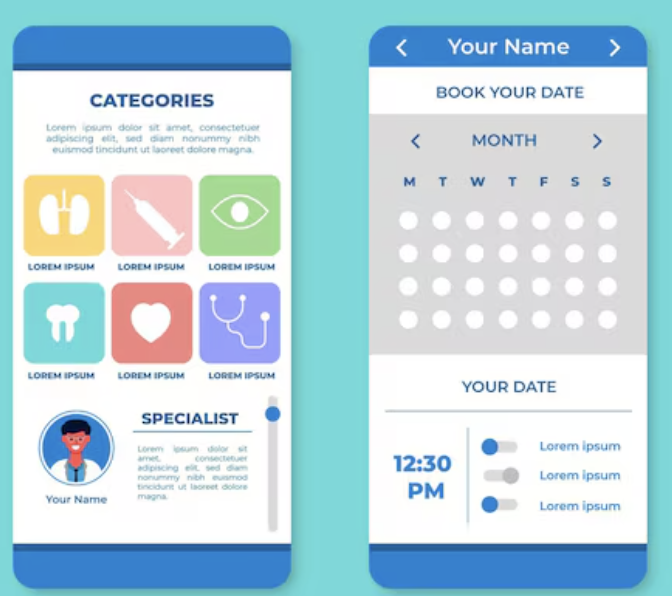 CATEGORIES
Lorem ipsum dolor sit amet, consectetuer
adipiscing elit, sed diam nonummy nibh
euismod tincidunt ut laoreet dolore magna.
LOREM IPSUM LOREM IPSUM LOREM IPSUM
LOREM IPSUM LOREM IPSUM LOREM IPSUM
SPECIALIST
Lorem ipsum dolor sit
amet, consectetuer
adipiscing elit, sed diam
nonummy nibh euismod
tincidunt ut laoreet dolore
magna.
Your Name
Your Name
BOOK YOUR DATE
MONTH
M T W T F S S
YOUR DATE
12:30
PM
Lorem ipsum
Lorem ipsum
Lorem ipsum